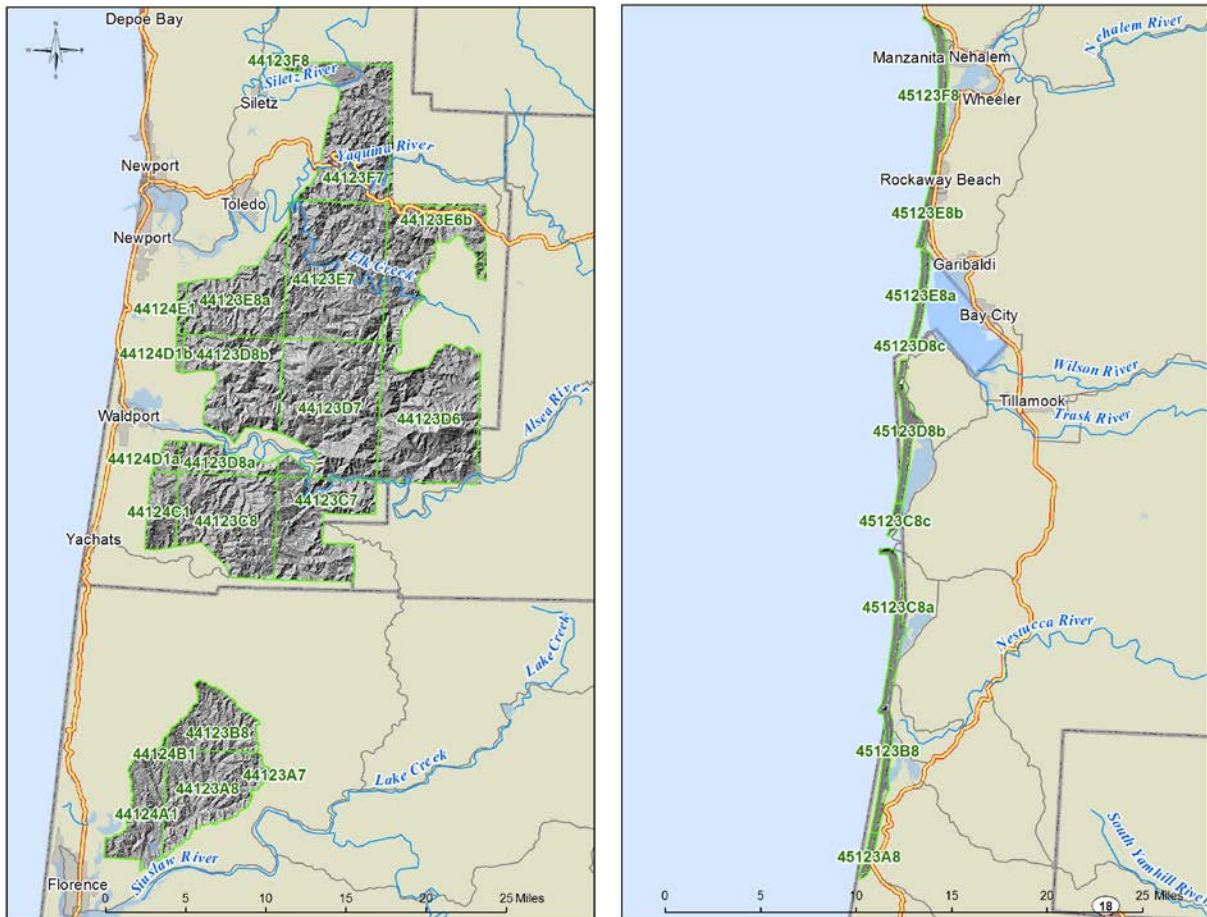 Depoe Bay
44123F8
Siletz River
Siletz
Newport
Yaquina River
44123F7
Toledo
44123E6b
Newport
Elk Creek
44123E7
44123E8a
44124E1
44124D1b
44123D8b
Waldport
44123D7
44123D6
Alsea River
44124D1a
44123D8a
44124C1
44123C8
44123C7
Yachats
Lake Creek
44123B8
44124B1
44123A7
44123A8
Lake Creek
44124A1
Siuslaw River
Florence
0 5 10 15 20 25 Miles
Nehalem River
Manzanita
Nehalem
45123F8
Wheeler
Rockaway Beach
45123E8b
Garibaldi
45123E8a
Bay City
45123D8c
Wilson River
Tillamook
Trask River
45123D8b
45123C8c
45123C8a
Nestucca River
45123B8
South Yamhill River
45123A8
0 5 10 15 20 25 Miles
18